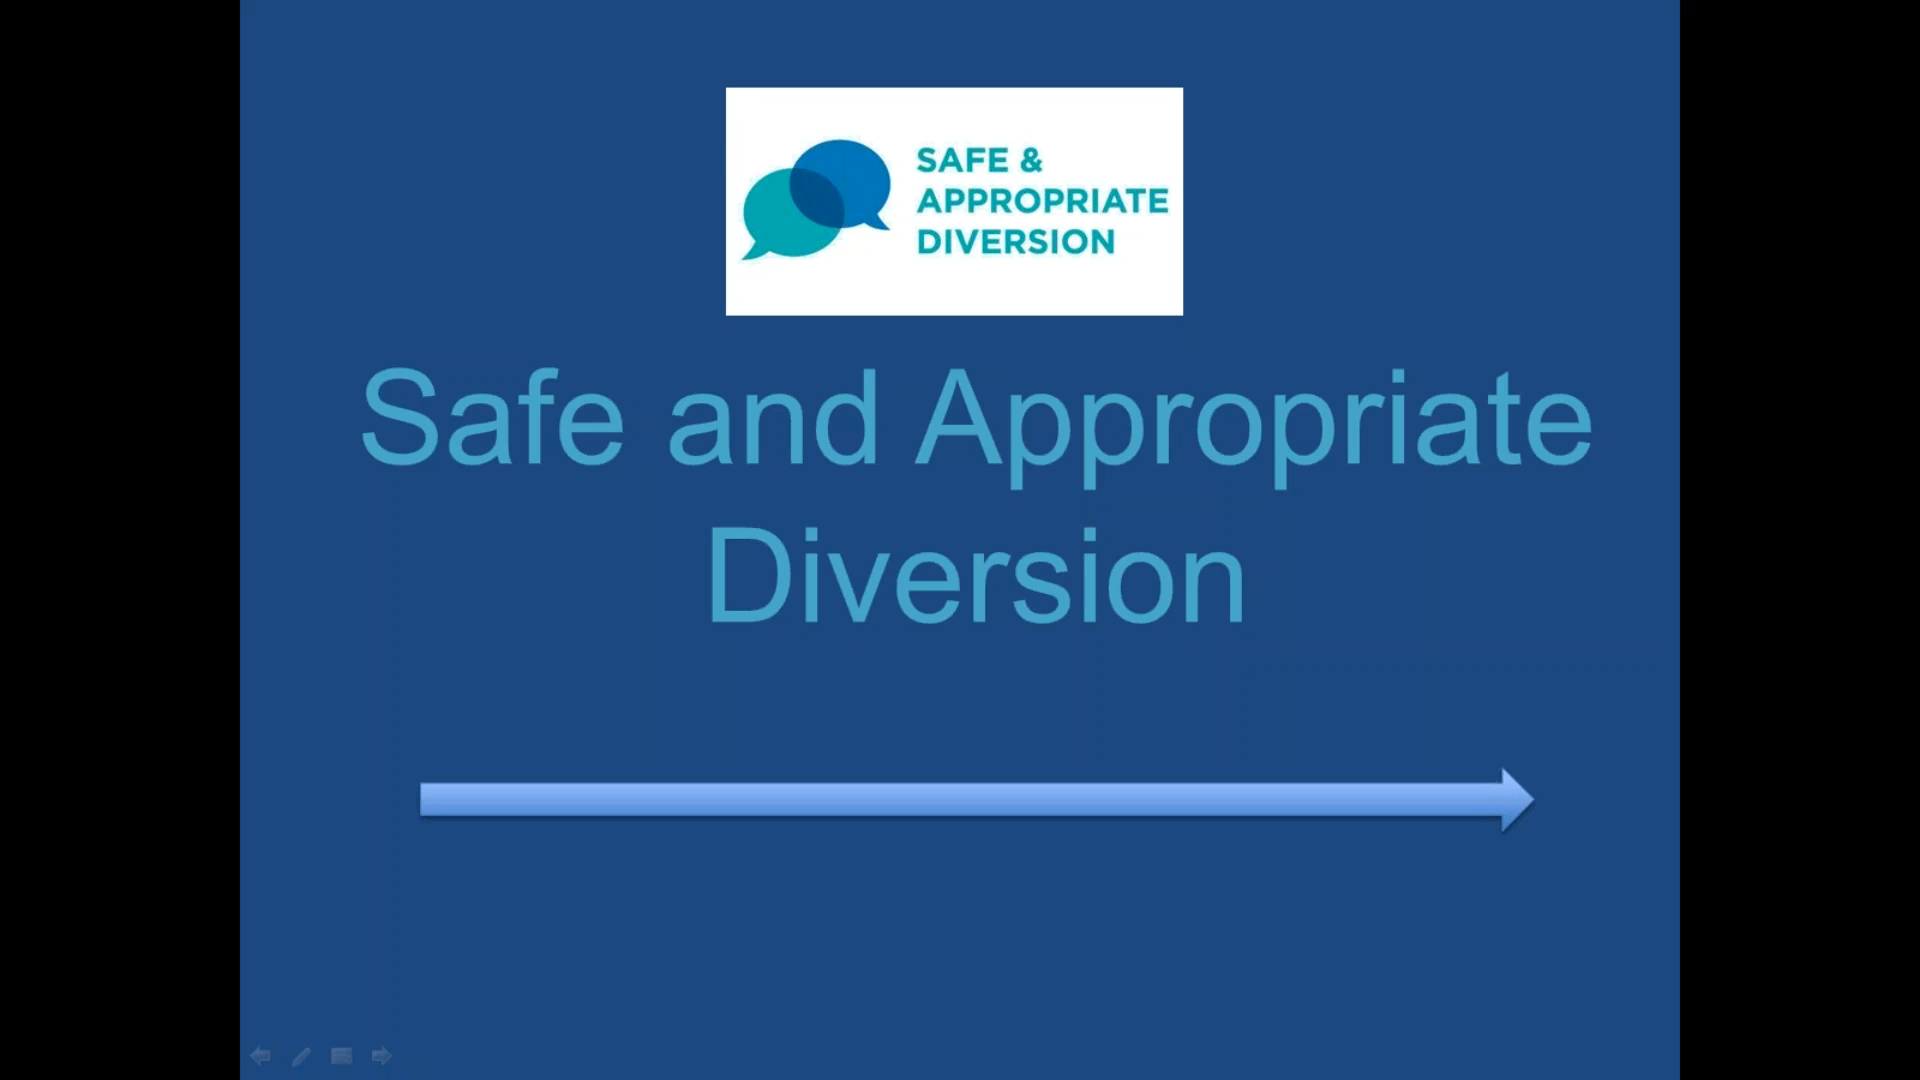 SAFE &
APPROPRIATE
DIVERSION
Safe and Appropriate
Diversion